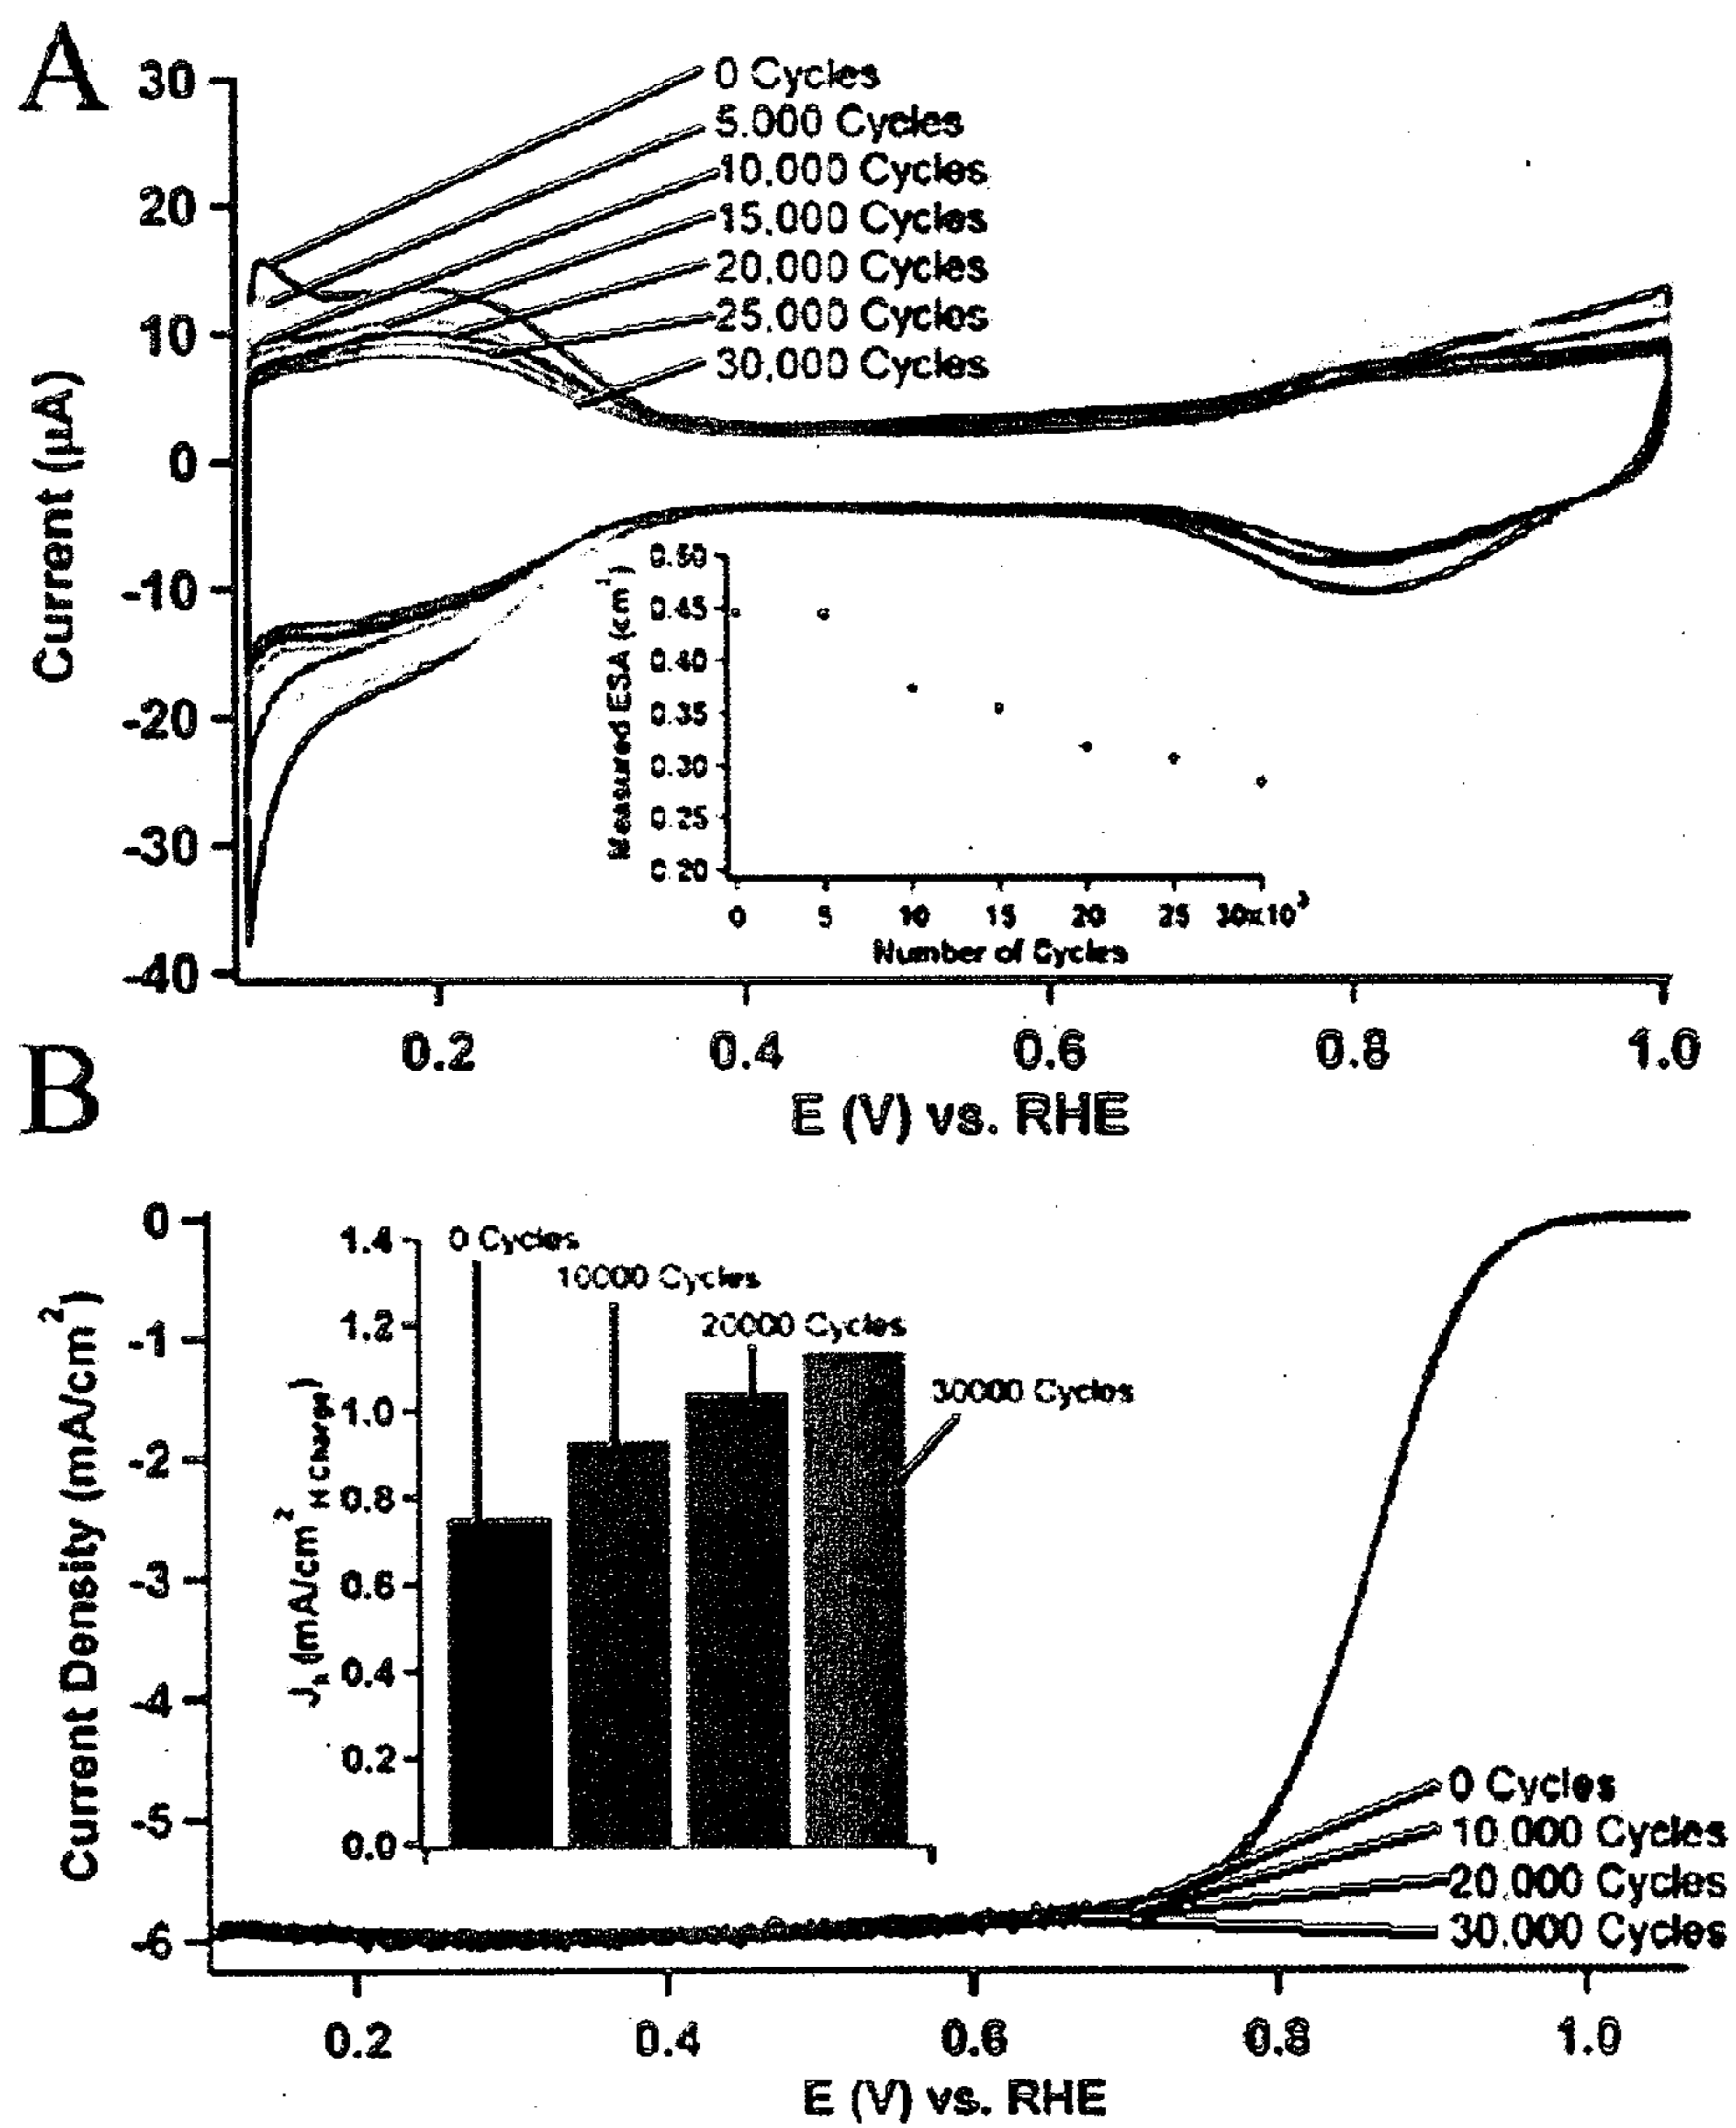 A
30
20
10
0
-10
-20
-30
-40
Current (µA)
0 Cycles
5.000 Cycles
10.000 Cycles
15.000 Cycles
20.000 Cycles
25.000 Cycles
30.000 Cycles
Measured ESA (cm
0.50
0.45
0.40
0.35
0.30
0.25
0.20
0 5 10 15 20 25 30x10³
Number of Cycles
0.2 0.4 0.6 0.8 1.0
E (V) vs. RHE
B
0
-1
-2
-3
-4
-5
-6
Current Density (mA/cm²)
1.4
1.2
1.0
0.8
0.6
0.4
0.2
0.0
Jk (mA/cm² H Charge)
0 Cycles
10000 Cycles
20000 Cycles
30000 Cycles
0 Cycles
10.000 Cycles
20.000 Cycles
30.000 Cycles
0.2 0.4 0.6 0.8 1.0
E (V) vs. RHE